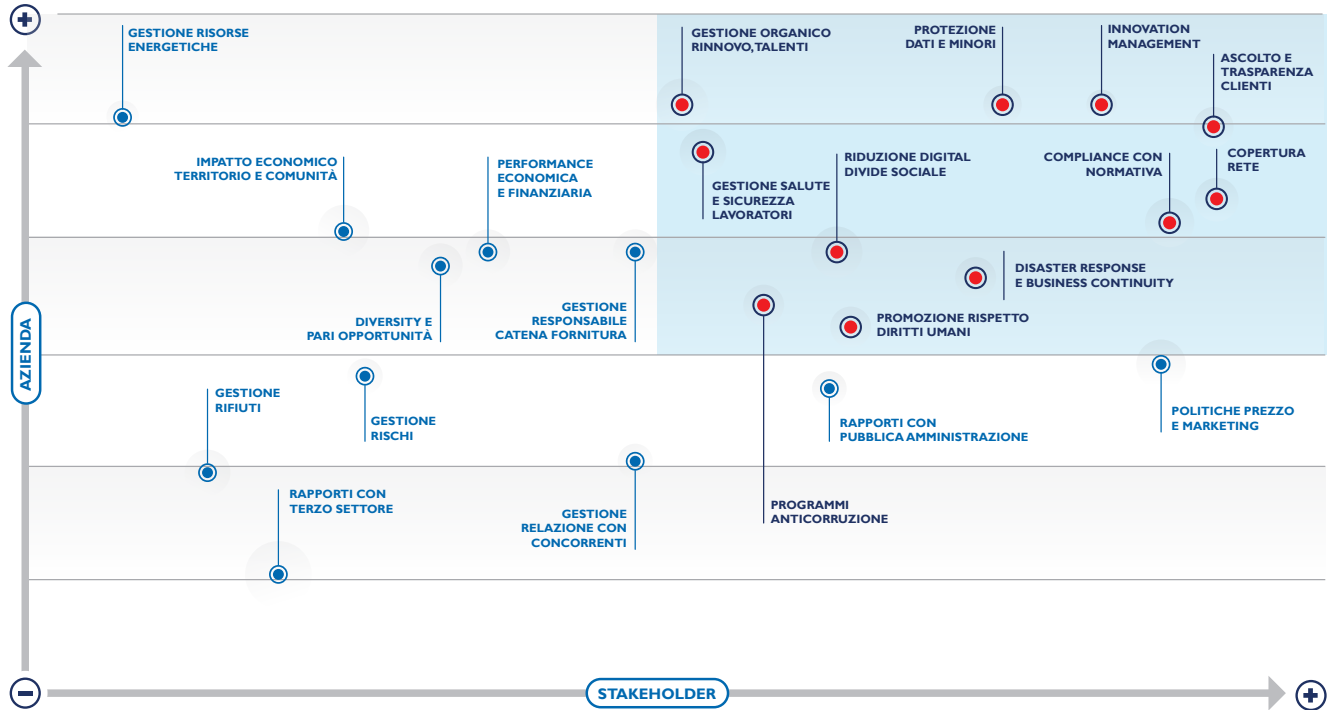 GESTIONE RISORSE
ENERGETICHE
GESTIONE ORGANICO
RINNOVO, TALENTI
PROTEZIONE
DATI E MINORI
INNOVATION
MANAGEMENT
ASCOLTO E
TRASPARENZA
CLIENTI
IMPATTO ECONOMICO
TERRITORIO E COMUNITÀ
PERFORMANCE
ECONOMICA
E FINANZIARIA
GESTIONE SALUTE
E SICUREZZA
LAVORATORI
RIDUZIONE DIGITAL
DIVIDE SOCIALE
COMPLIANCE CON
NORMATIVA
COPERTURA
RETE
DIVERSITY E
PARI OPPORTUNITÀ
GESTIONE
RESPONSABILE
CATENA FORNITURA
DISASTER RESPONSE
E BUSINESS CONTINUITY
PROMOZIONE RISPETTO
DIRITTI UMANI
AZIENDA
GESTIONE
RIFIUTI
GESTIONE
RISCHI
RAPPORTI CON
PUBBLICA AMMINISTRAZIONE
POLITICHE PREZZO
E MARKETING
RAPPORTI CON
TERZO SETTORE
GESTIONE
RELAZIONE CON
CONCORRENTI
PROGRAMMI
ANTICORRUZIONE
STAKEHOLDER